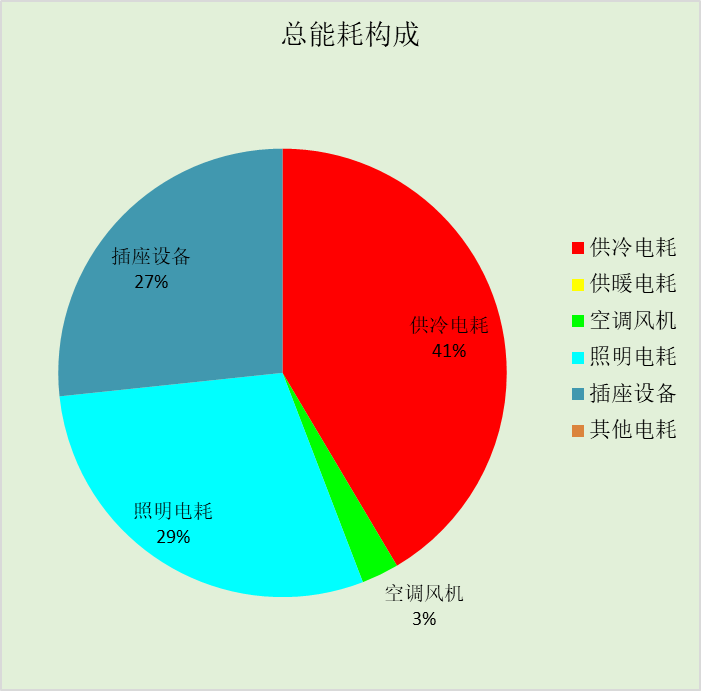 总能耗构成
插座设备
27%
供冷电耗
41%
照明电耗
29%
空调风机
3%
供冷电耗
供暖电耗
空调风机
照明电耗
插座设备
其他电耗